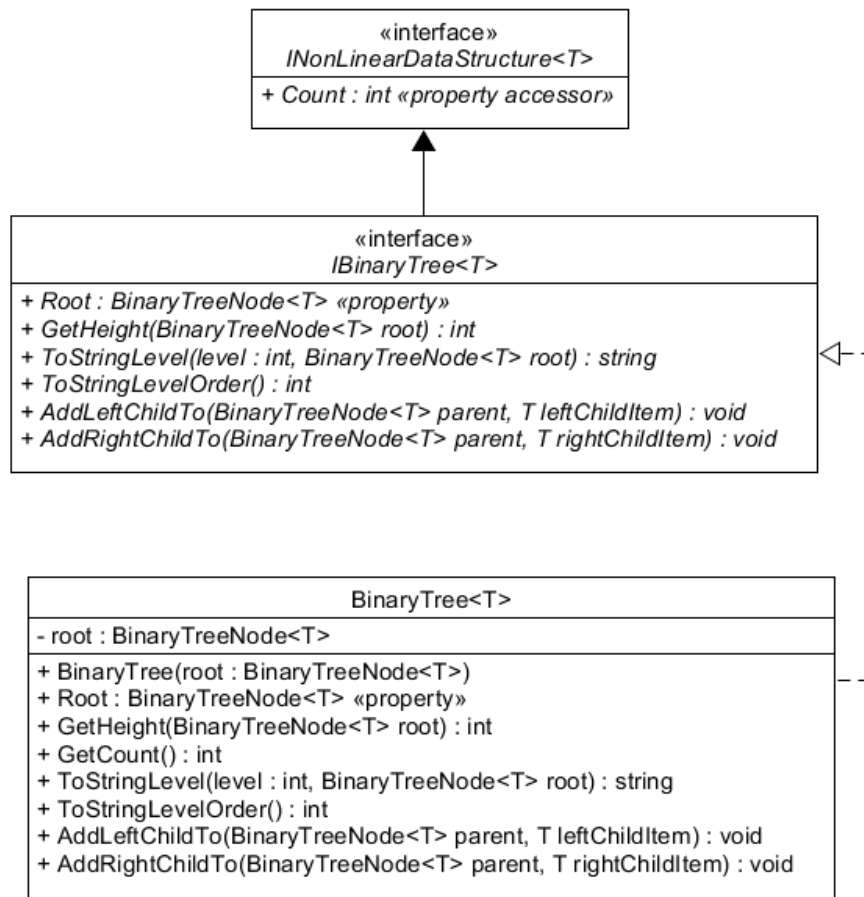 «interface»
INonLinearDataStructure<T>
+ Count : int «property accessor»
«interface»
IBinaryTree<T>
+ Root : BinaryTreeNode<T> «property»
+ GetHeight(BinaryTreeNode<T> root) : int
+ ToStringLevel(level : int, BinaryTreeNode<T> root) : string
+ ToStringLevelOrder() : int
+ AddLeftChildTo(BinaryTreeNode<T> parent, T leftChildItem) : void
+ AddRightChildTo(BinaryTreeNode<T> parent, T rightChildItem) : void
BinaryTree<T>
- root : BinaryTreeNode<T>
+ BinaryTree(root : BinaryTreeNode<T>)
+ Root : BinaryTreeNode<T> «property»
+ GetHeight(BinaryTreeNode<T> root) : int
+ GetCount() : int
+ ToStringLevel(level : int, BinaryTreeNode<T> root) : string
+ ToStringLevelOrder() : int
+ AddLeftChildTo(BinaryTreeNode<T> parent, T leftChildItem) : void
+ AddRightChildTo(BinaryTreeNode<T> parent, T rightChildItem) : void